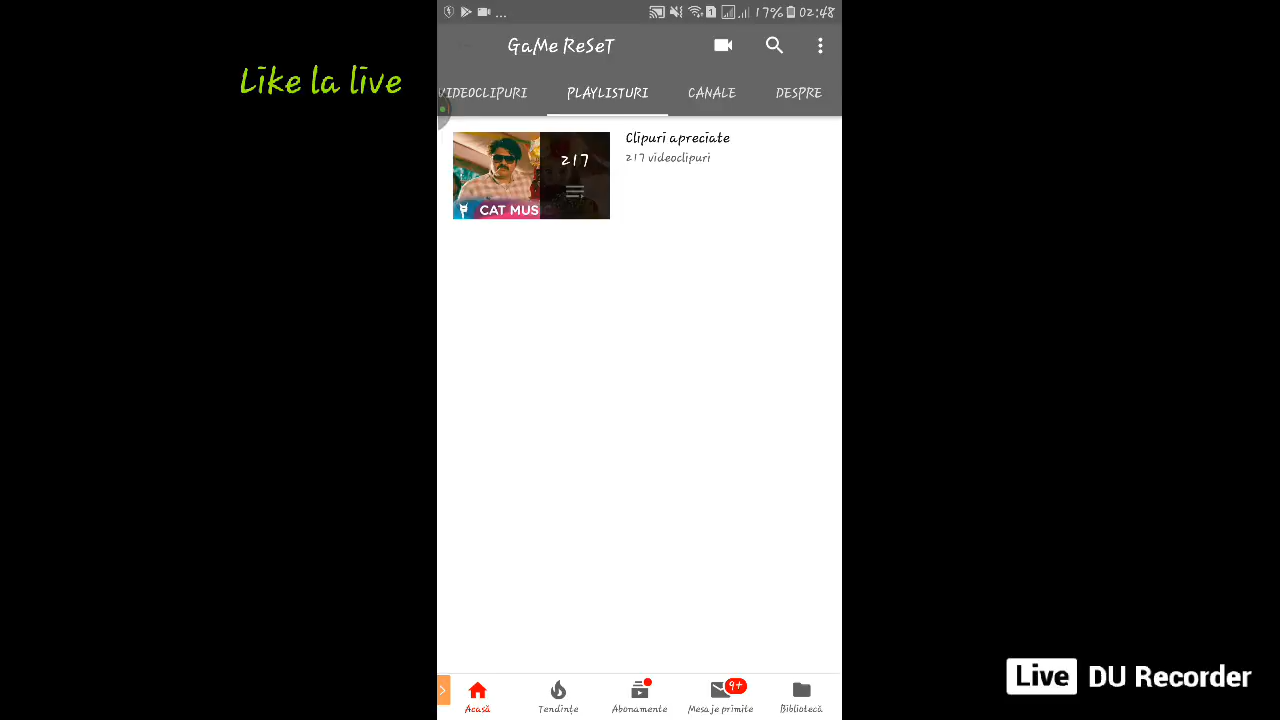 ... 1 17% 02:48
GaMe ReSeT
Like la live
VIDEOCLIPURI PLAYLISTURI CANALE DESPRE
Clipuri apreciate
217 videoclipuri
217
CAT MUS
Live DU Recorder
9+
Acasă Tendințe Abonamente Mesaje primite Bibliotecă